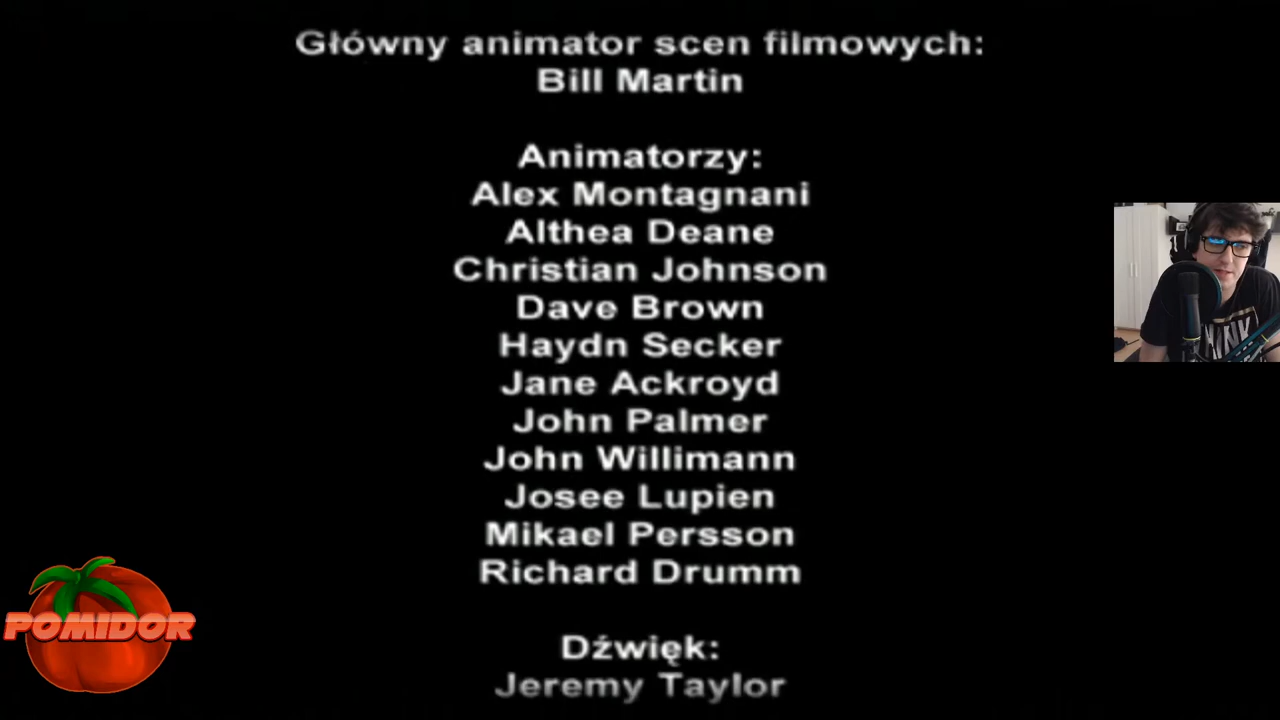 Główny animator scen filmowych:
Bill Martin
Animatorzy:
Alex Montagnani
Althea Deane
Christian Johnson
Dave Brown
Haydn Secker
Jane Ackroyd
John Palmer
John Willimann
Josee Lupien
Mikael Persson
Richard Drumm
Dźwięk:
Jeremy Taylor
POMIDOR